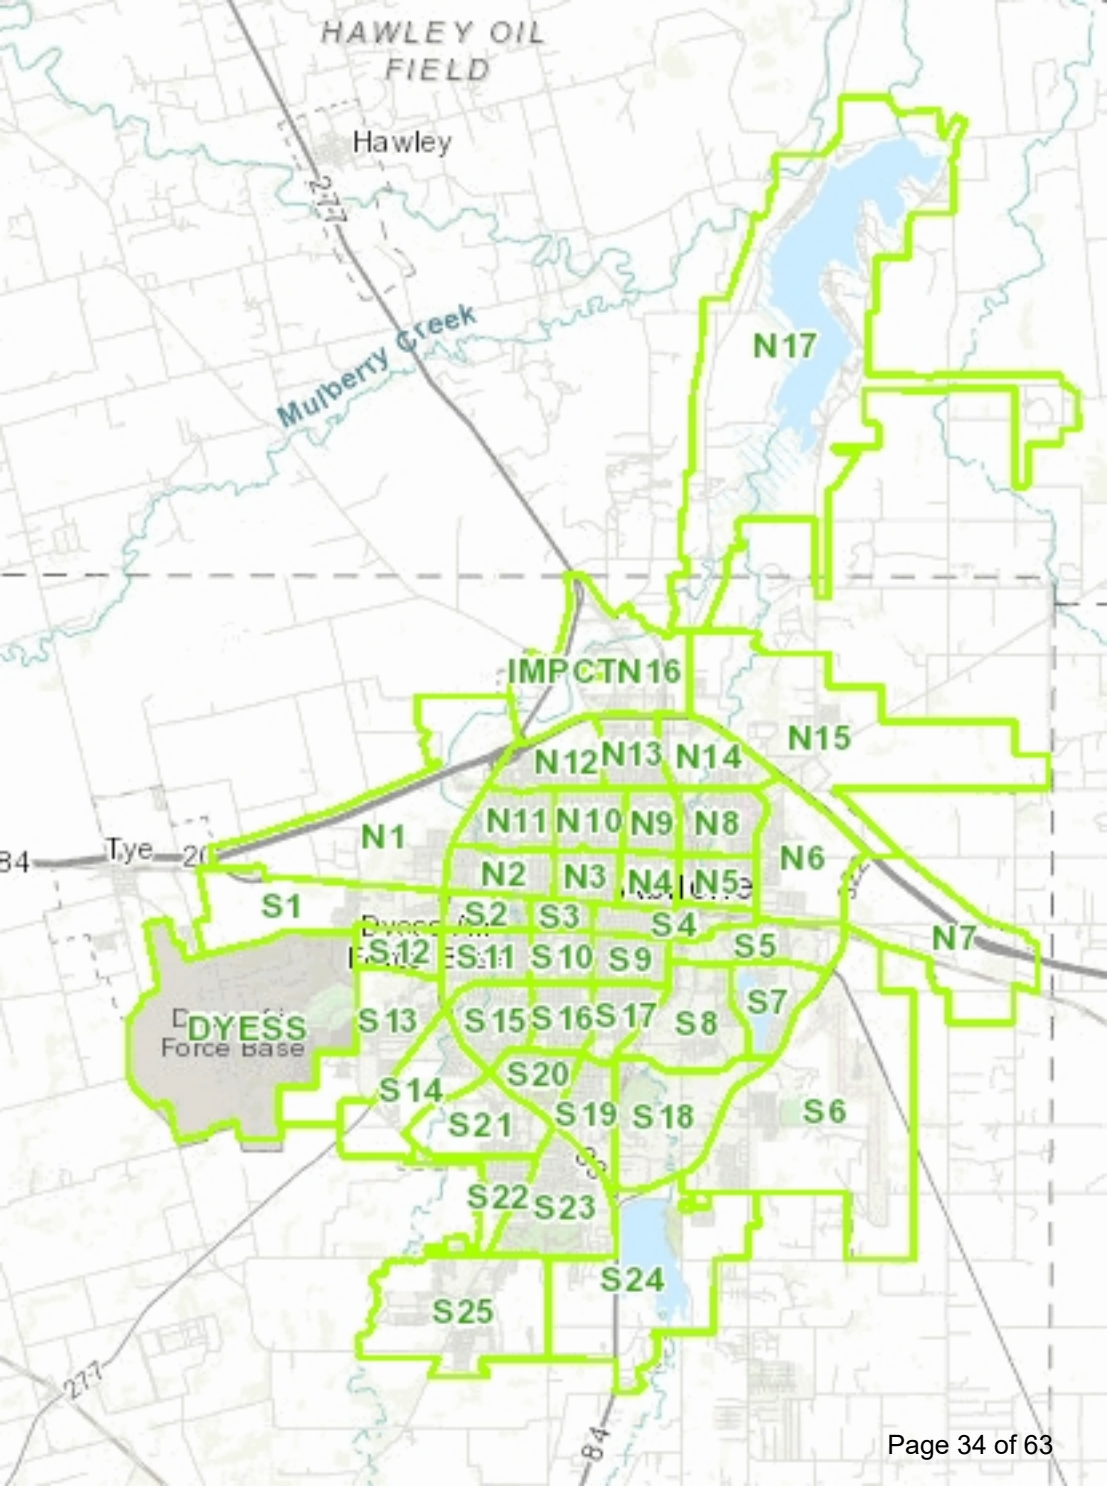 HAWLEY OIL
FIELD
Hawley
277
Mulberry Creek
N17
IMPCT N16
N15
N12 N13 N14
N11 N10 N9 N8
N1
Tye 20
84
N6
N2 N3 N4 N5
S1
S2 S3 S4
N7
S5
S12 S11 S10 S9
S7
DYESS
Force Base
S13 S15 S16 S17 S8
S14 S20
S21 S19 S18 S6
S22 S23
S24
S25
277
84
Page 34 of 63